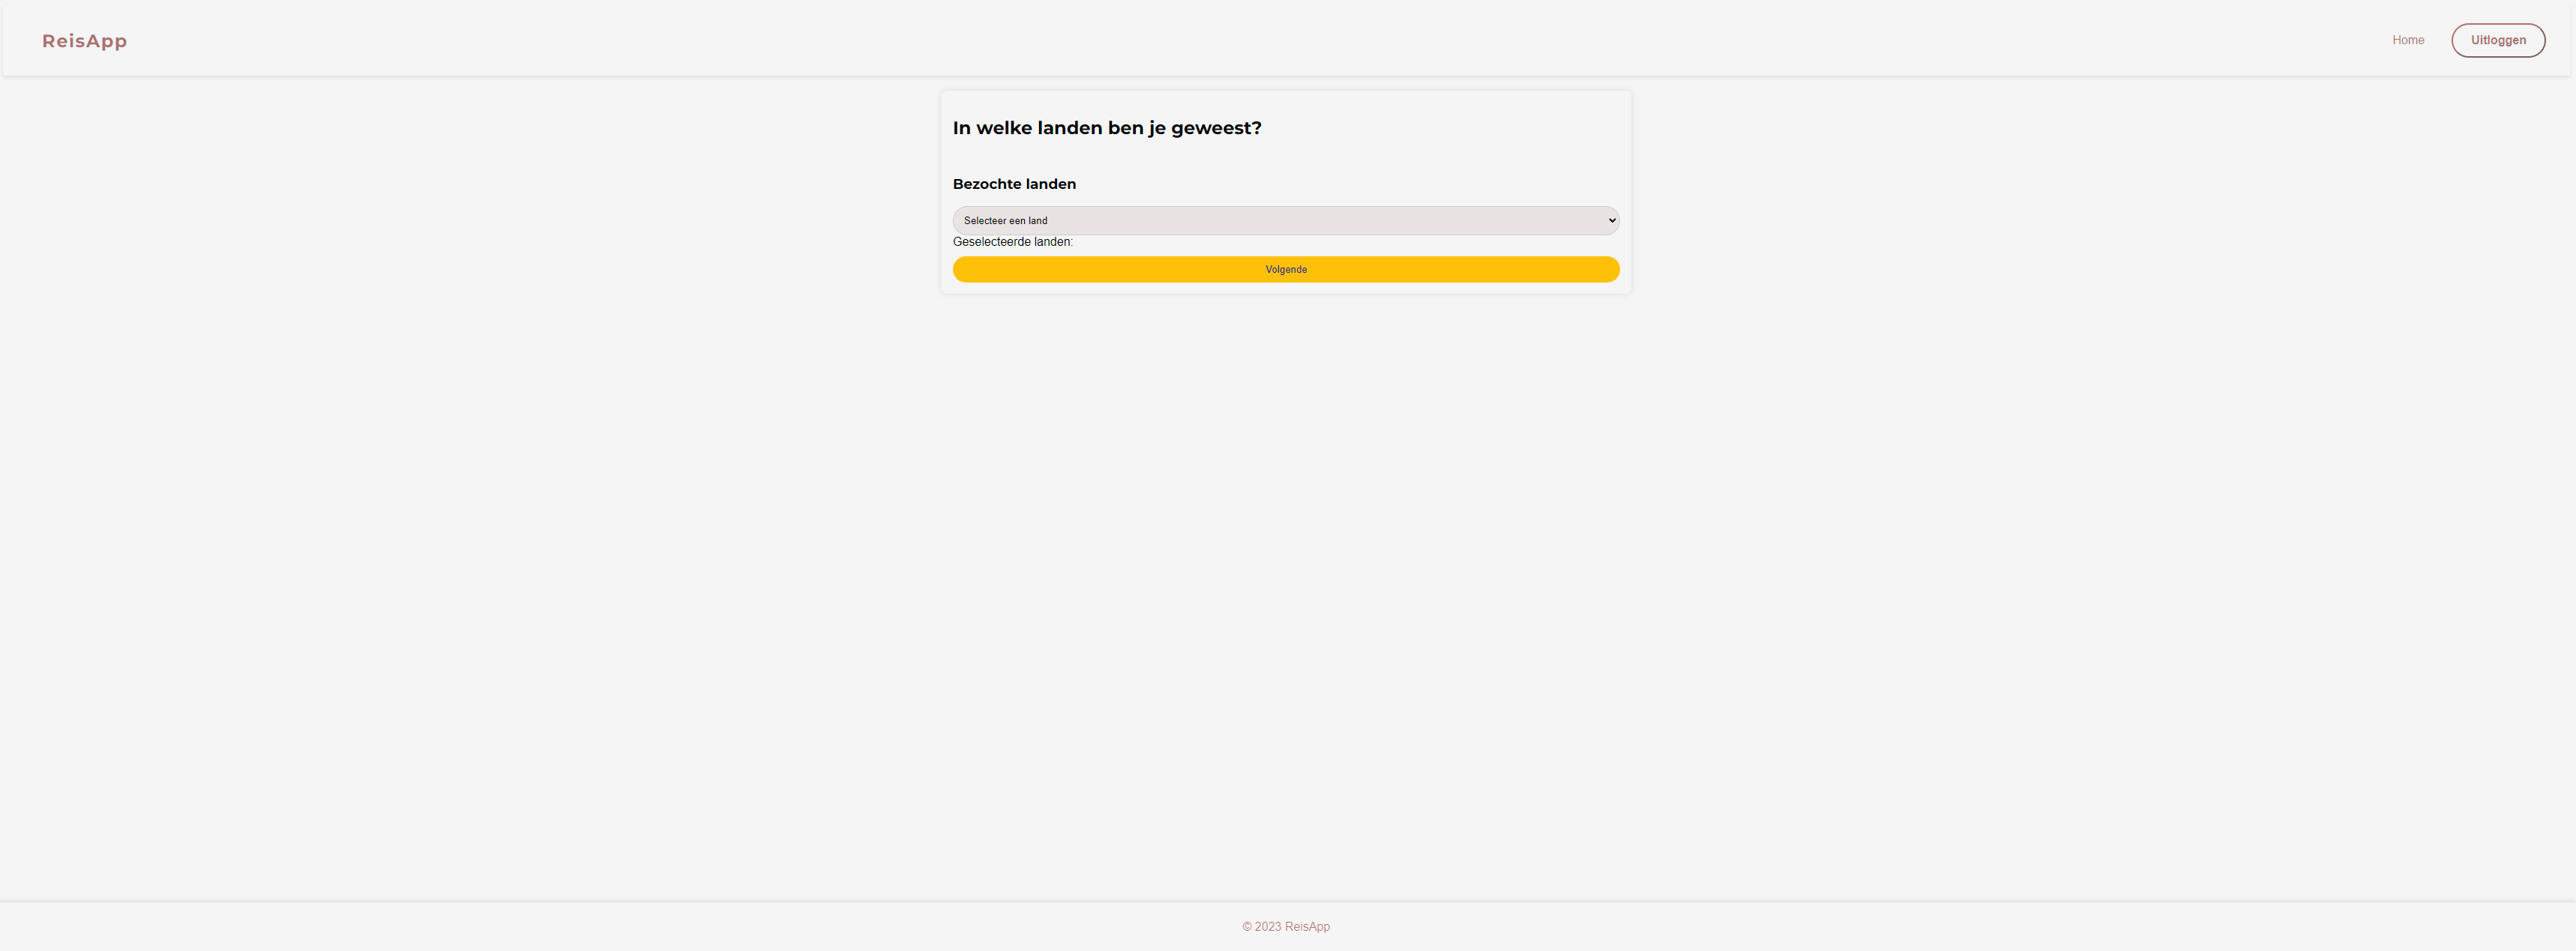 ReisApp
Home
Uitloggen
In welke landen ben je geweest?
Bezochte landen
Selecteer een land
Geselecteerde landen:
Volgende
© 2023 ReisApp